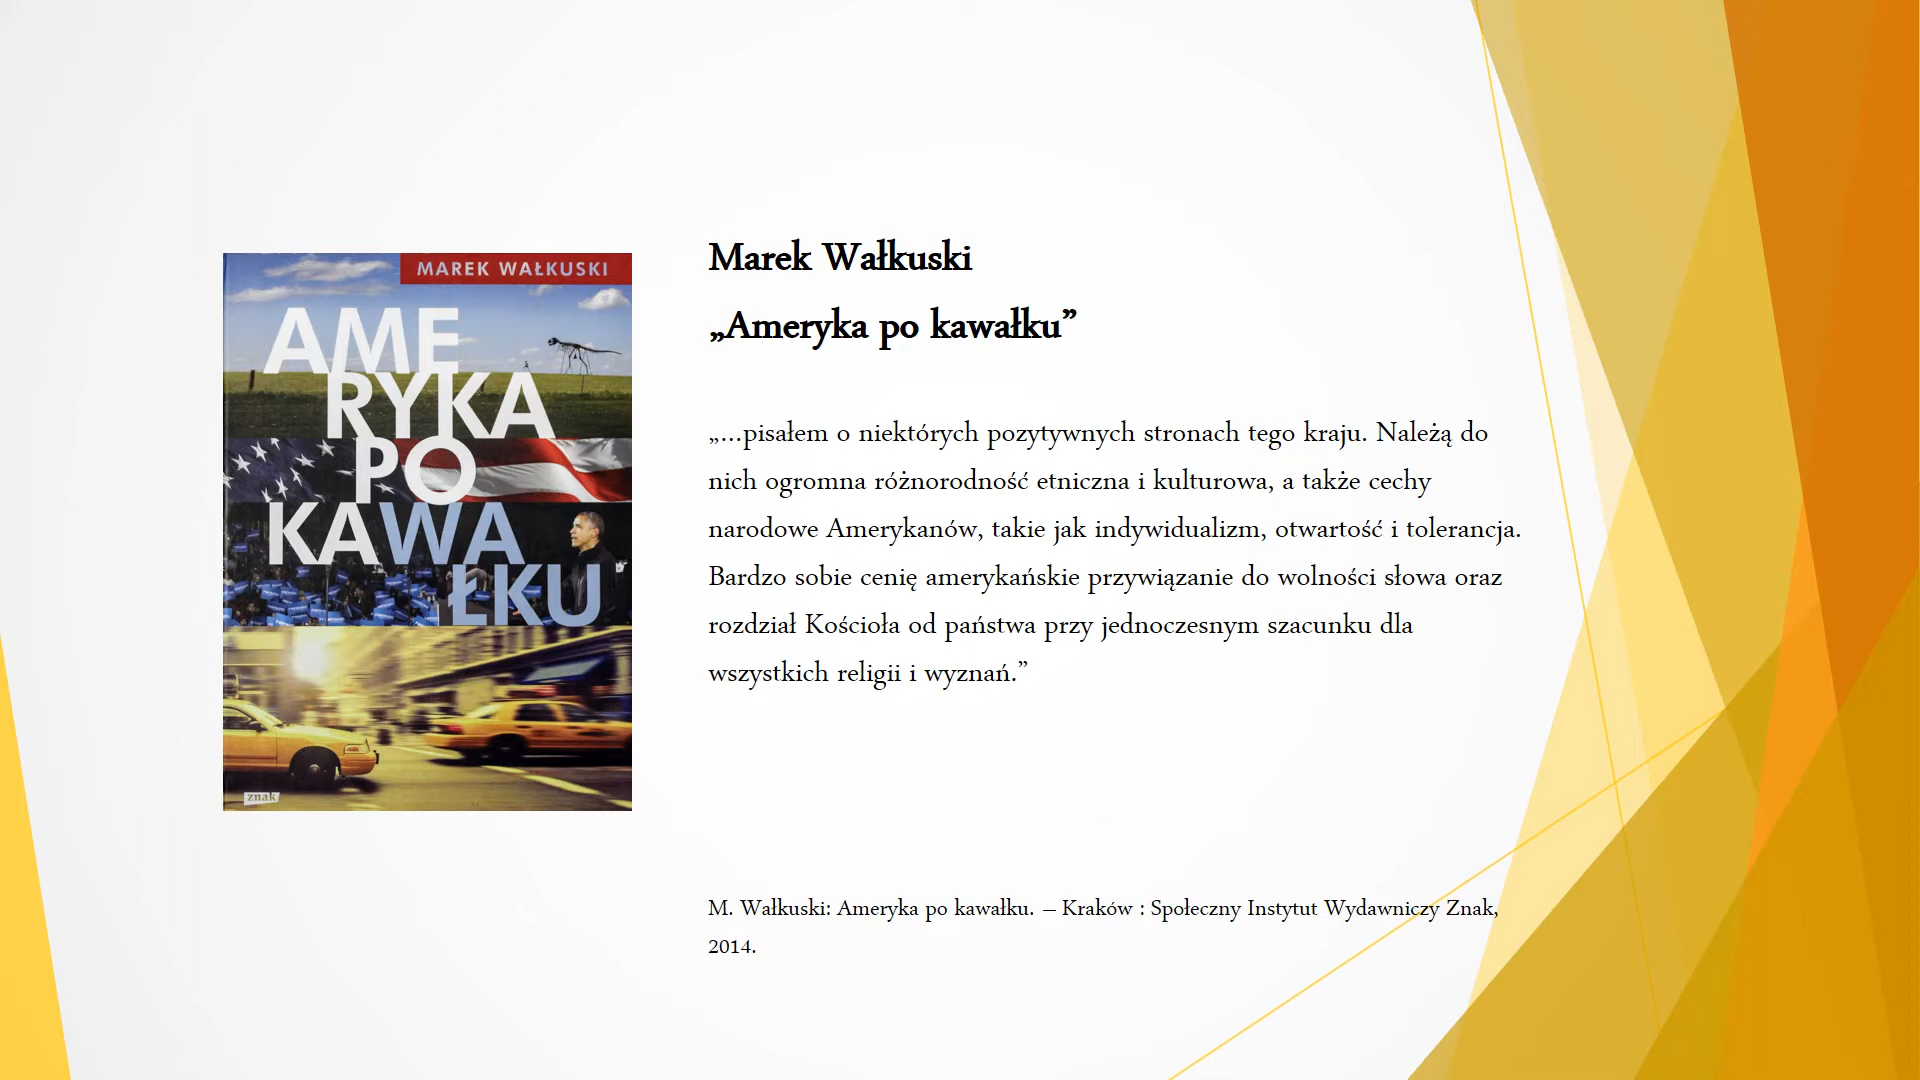 MAREK WAŁKUSKI
AME
RYKA
PO
KAWA
ŁKU
znak
Marek Wałkuski
„Ameryka po kawałku”
„...pisałem o niektórych pozytywnych stronach tego kraju. Należą do
nich ogromna różnorodność etniczna i kulturowa, a także cechy
narodowe Amerykanów, takie jak indywidualizm, otwartość i tolerancja.
Bardzo sobie cenię amerykańskie przywiązanie do wolności słowa oraz
rozdział Kościoła od państwa przy jednoczesnym szacunku dla
wszystkich religii i wyznań.”
M. Wałkuski: Ameryka po kawałku. – Kraków : Społeczny Instytut Wydawniczy Znak,
2014.